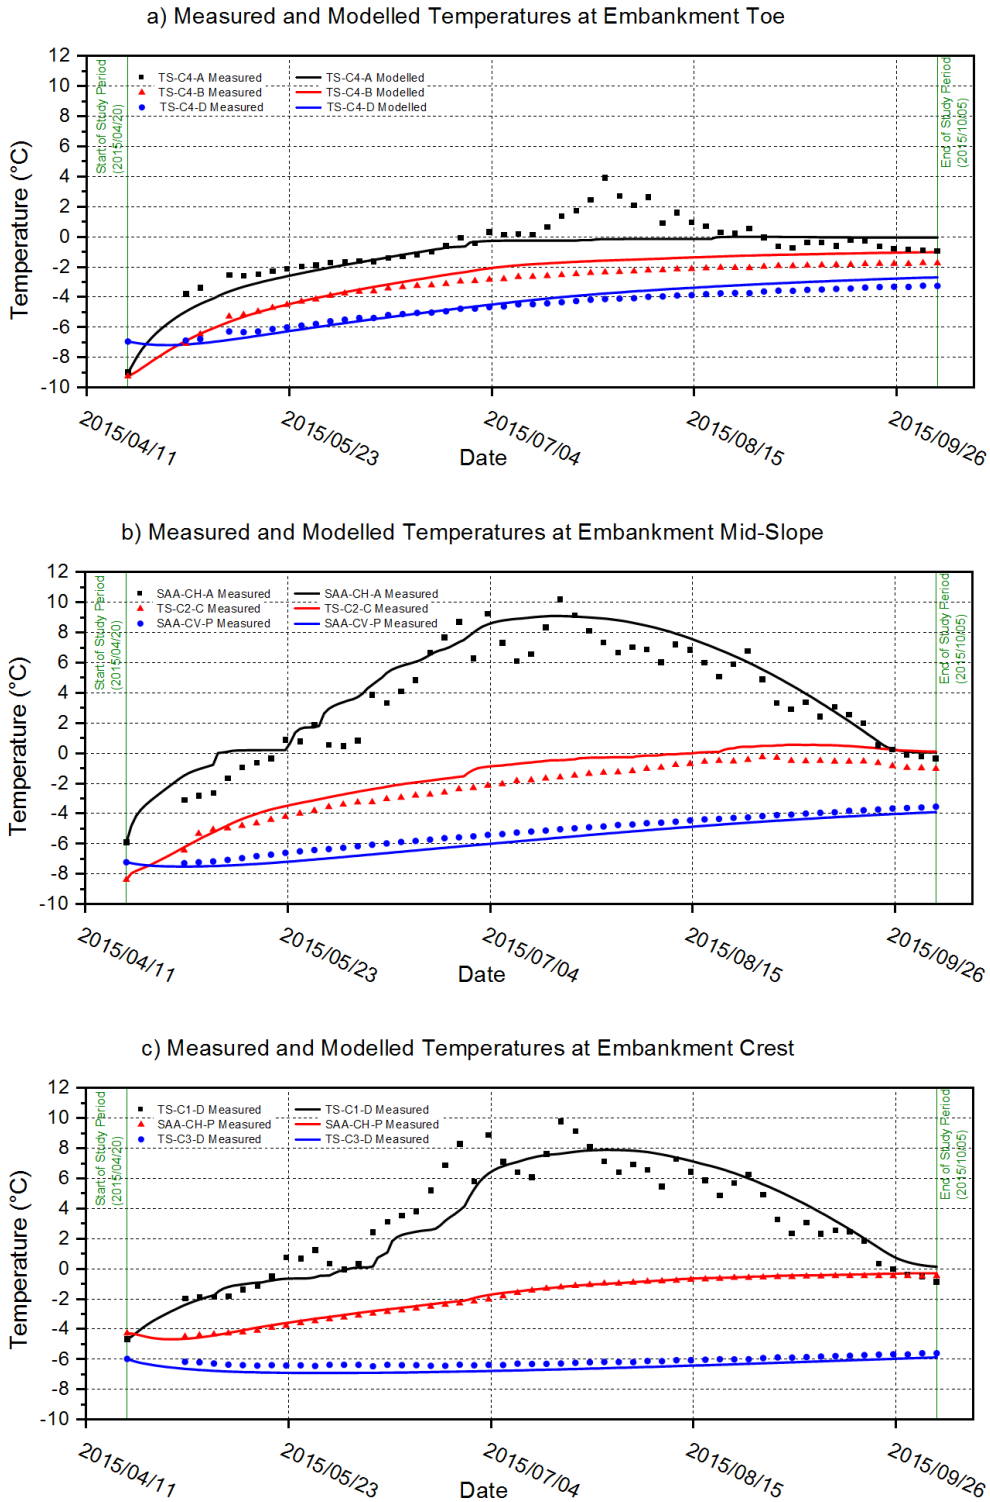 a) Measured and Modelled Temperatures at Embankment Toe
12
10
8
6
4
2
0
-2
-4
-6
-8
-10
Temperature (°C)
Start of Study Period
(2015/04/20)
TS-C4-A Measured
TS-C4-A Modelled
TS-C4-B Measured
TS-C4-B Modelled
TS-C4-D Measured
TS-C4-D Modelled
End of Study Period
(2015/10/05)
2015/04/11
2015/05/23
2015/07/04
2015/08/15
2015/09/26
Date
b) Measured and Modelled Temperatures at Embankment Mid-Slope
12
10
8
6
4
2
0
-2
-4
-6
-8
-10
Temperature (°C)
Start of Study Period
(2015/04/20)
SAA-CH-A Measured
SAA-CH-A Measured
TS-C2-C Measured
TS-C2-C Measured
SAA-CV-P Measured
SAA-CV-P Measured
End of Study Period
(2015/10/05)
2015/04/11
2015/05/23
2015/07/04
2015/08/15
2015/09/26
Date
c) Measured and Modelled Temperatures at Embankment Crest
12
10
8
6
4
2
0
-2
-4
-6
-8
-10
Temperature (°C)
Start of Study Period
(2015/04/20)
TS-C1-D Measured
TS-C1-D Measured
SAA-CH-P Measured
SAA-CH-P Measured
TS-C3-D Measured
TS-C3-D Measured
End of Study Period
(2015/10/05)
2015/04/11
2015/05/23
2015/07/04
2015/08/15
2015/09/26
Date